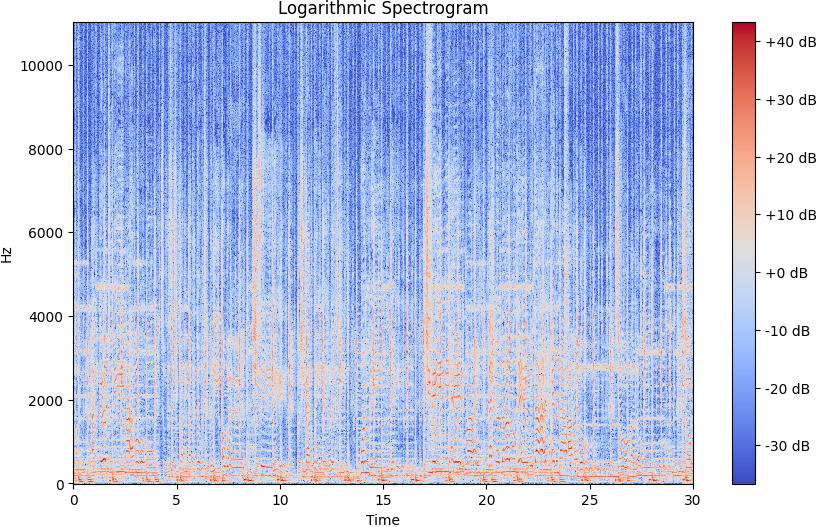 Logarithmic Spectrogram
Hz
10000
8000
6000
4000
2000
0
0 5 10 15 20 25 30
Time
+40 dB
+30 dB
+20 dB
+10 dB
+0 dB
-10 dB
-20 dB
-30 dB